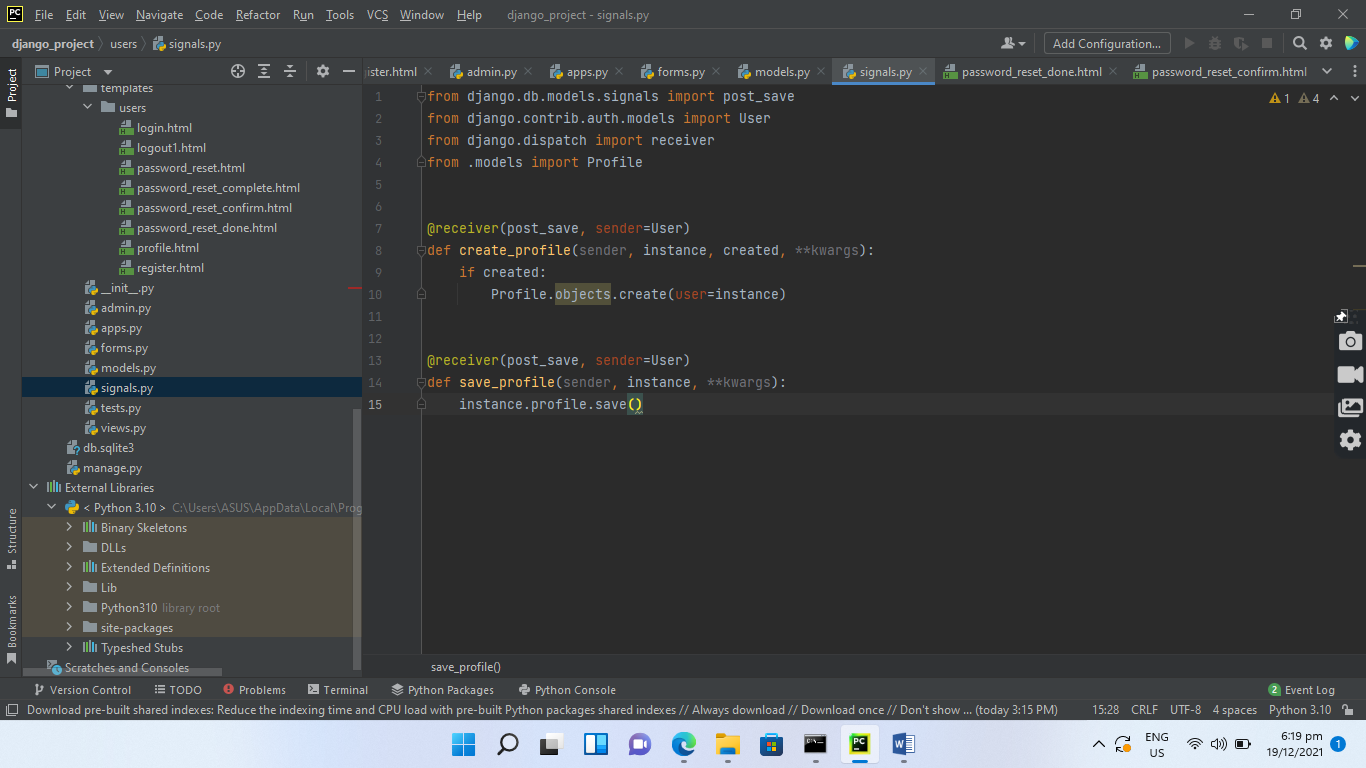 PC File Edit View Navigate Code Refactor Run Tools VCS Window Help django_project - signals.py
django_project users signals.py Add Configuration...
Project
ister.html admin.py apps.py forms.py models.py signals.py password_reset_done.html password_reset_confirm.html
Project
templates
users
login.html
logout1.html
password_reset.html
password_reset_complete.html
password_reset_confirm.html
password_reset_done.html
profile.html
register.html
__init__.py
admin.py
apps.py
forms.py
models.py
signals.py
tests.py
views.py
db.sqlite3
manage.py
External Libraries
< Python 3.10 > C:\Users\ASUS\AppData\Local\Prog
Binary Skeletons
DLLs
Extended Definitions
Lib
Python310 library root
site-packages
Typeshed Stubs
Scratches and Consoles
Structure
Bookmarks
1 4
1 from django.db.models.signals import post_save
2 from django.contrib.auth.models import User
3 from django.dispatch import receiver
4 from .models import Profile
5
6
7 @receiver(post_save, sender=User)
8 def create_profile(sender, instance, created, **kwargs):
9     if created:
10         Profile.objects.create(user=instance)
11
12
13 @receiver(post_save, sender=User)
14 def save_profile(sender, instance, **kwargs):
15     instance.profile.save()
save_profile()
Version Control TODO Problems Terminal Python Packages Python Console 2 Event Log
Download pre-built shared indexes: Reduce the indexing time and CPU load with pre-built Python packages shared indexes // Always download // Download once // Don't show ... (today 3:15 PM) 15:28 CRLF UTF-8 4 spaces Python 3.10
PC W ENG US 6:19 pm 19/12/2021 1